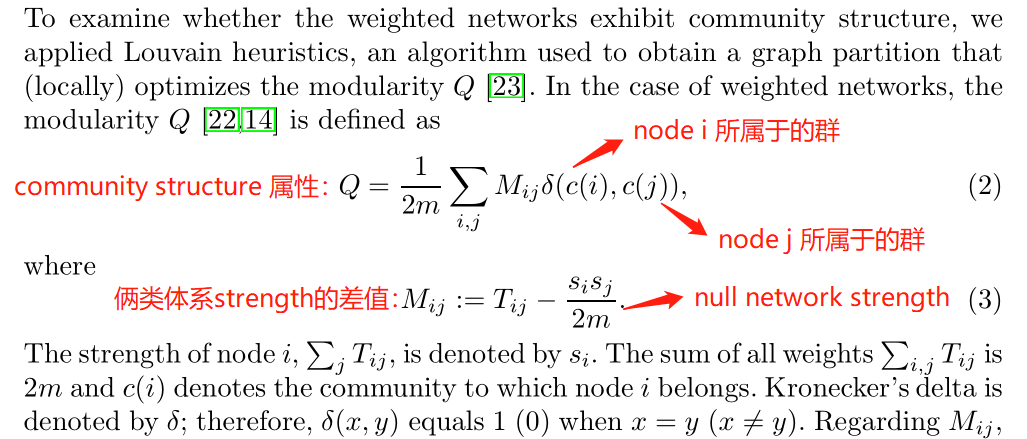 To examine whether the weighted networks exhibit community structure, we
applied Louvain heuristics, an algorithm used to obtain a graph partition that
(locally) optimizes the modularity Q [23]. In the case of weighted networks, the
modularity Q [22,14] is defined as
node i 所属于的群
community structure 属性: Q = \frac{1}{2m} \sum_{i,j} M_{ij}δ(c(i), c(j)), (2)
node j 所属于的群
where
俩类体系strength的差值: M_{ij} := T_{ij} − \frac{s_i s_j}{2m}. null network strength (3)
The strength of node i, ∑_j T_{ij}, is denoted by s_i. The sum of all weights ∑_{i,j} T_{ij} is
2m and c(i) denotes the community to which node i belongs. Kronecker's delta is
denoted by δ; therefore, δ(x, y) equals 1 (0) when x = y (x ≠ y). Regarding M_{ij},